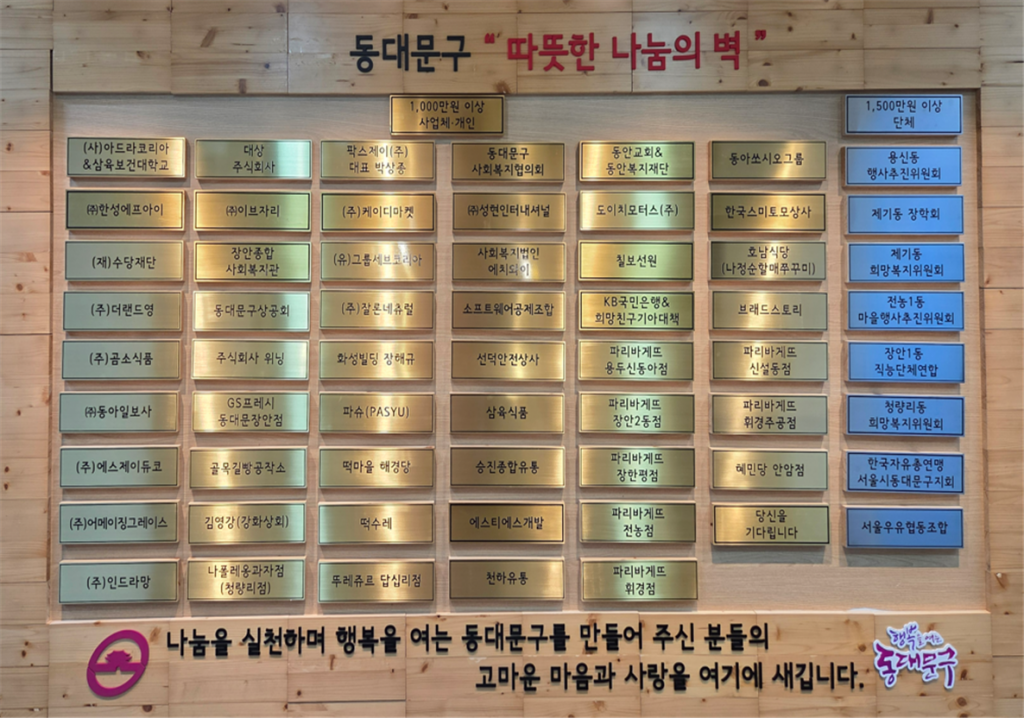 동대문구 “따뜻한 나눔의 벽”
1,000만원 이상
사업체·개인
1,500만원 이상
단체
(사)아드라코리아
&삼육보건대학교
대상
주식회사
팍스제이(주)
대표 박상종
동대문구
사회복지협의회
동안교회&
동안복지재단
동아쏘시오그룹
용신동
행사추진위원회
㈜한성에프아이
㈜이브자리
(주)케이디마켓
㈜성현인터내셔널
도이치모터스(주)
한국스미토모상사
제기동 장학회
(재)수당재단
장안종합
사회복지관
(유)그룹세브코리아
사회복지법인
에치와이
칠보선원
호남식당
(나정순할매쭈꾸미)
제기동
희망복지위원회
(주)더랜드영
동대문구상공회
(주)잘론네츄럴
소프트웨어공제조합
KB국민은행&
희망친구기아대책
브래드스토리
전농1동
마을행사추진위원회
(주)곰소식품
주식회사 위닝
화성빌딩 장해규
선덕안전상사
파리바게뜨
용두신동아점
파리바게뜨
신설동점
장안1동
직능단체연합
㈜동아일보사
GS프레시
동대문장안점
파슈(PASYU)
삼육식품
파리바게뜨
장안2동점
파리바게뜨
휘경주공점
청량리동
희망복지위원회
(주)에스제이듀코
골목길빵공작소
떡마을 해경당
승진종합유통
파리바게뜨
장한평점
혜민당 안암점
한국자유총연맹
서울시동대문구지회
(주)어메이징그레이스
김영강(강화상회)
떡수레
에스티에스개발
파리바게뜨
전농점
당신을
기다립니다
서울우유협동조합
(주)인드라망
나폴레옹과자점
(청량리점)
뚜레쥬르 답십리점
천하유통
파리바게뜨
휘경점
나눔을 실천하며 행복을 여는 동대문구를 만들어 주신 분들의
고마운 마음과 사랑을 여기에 새깁니다.
행복을 여는
동대문구